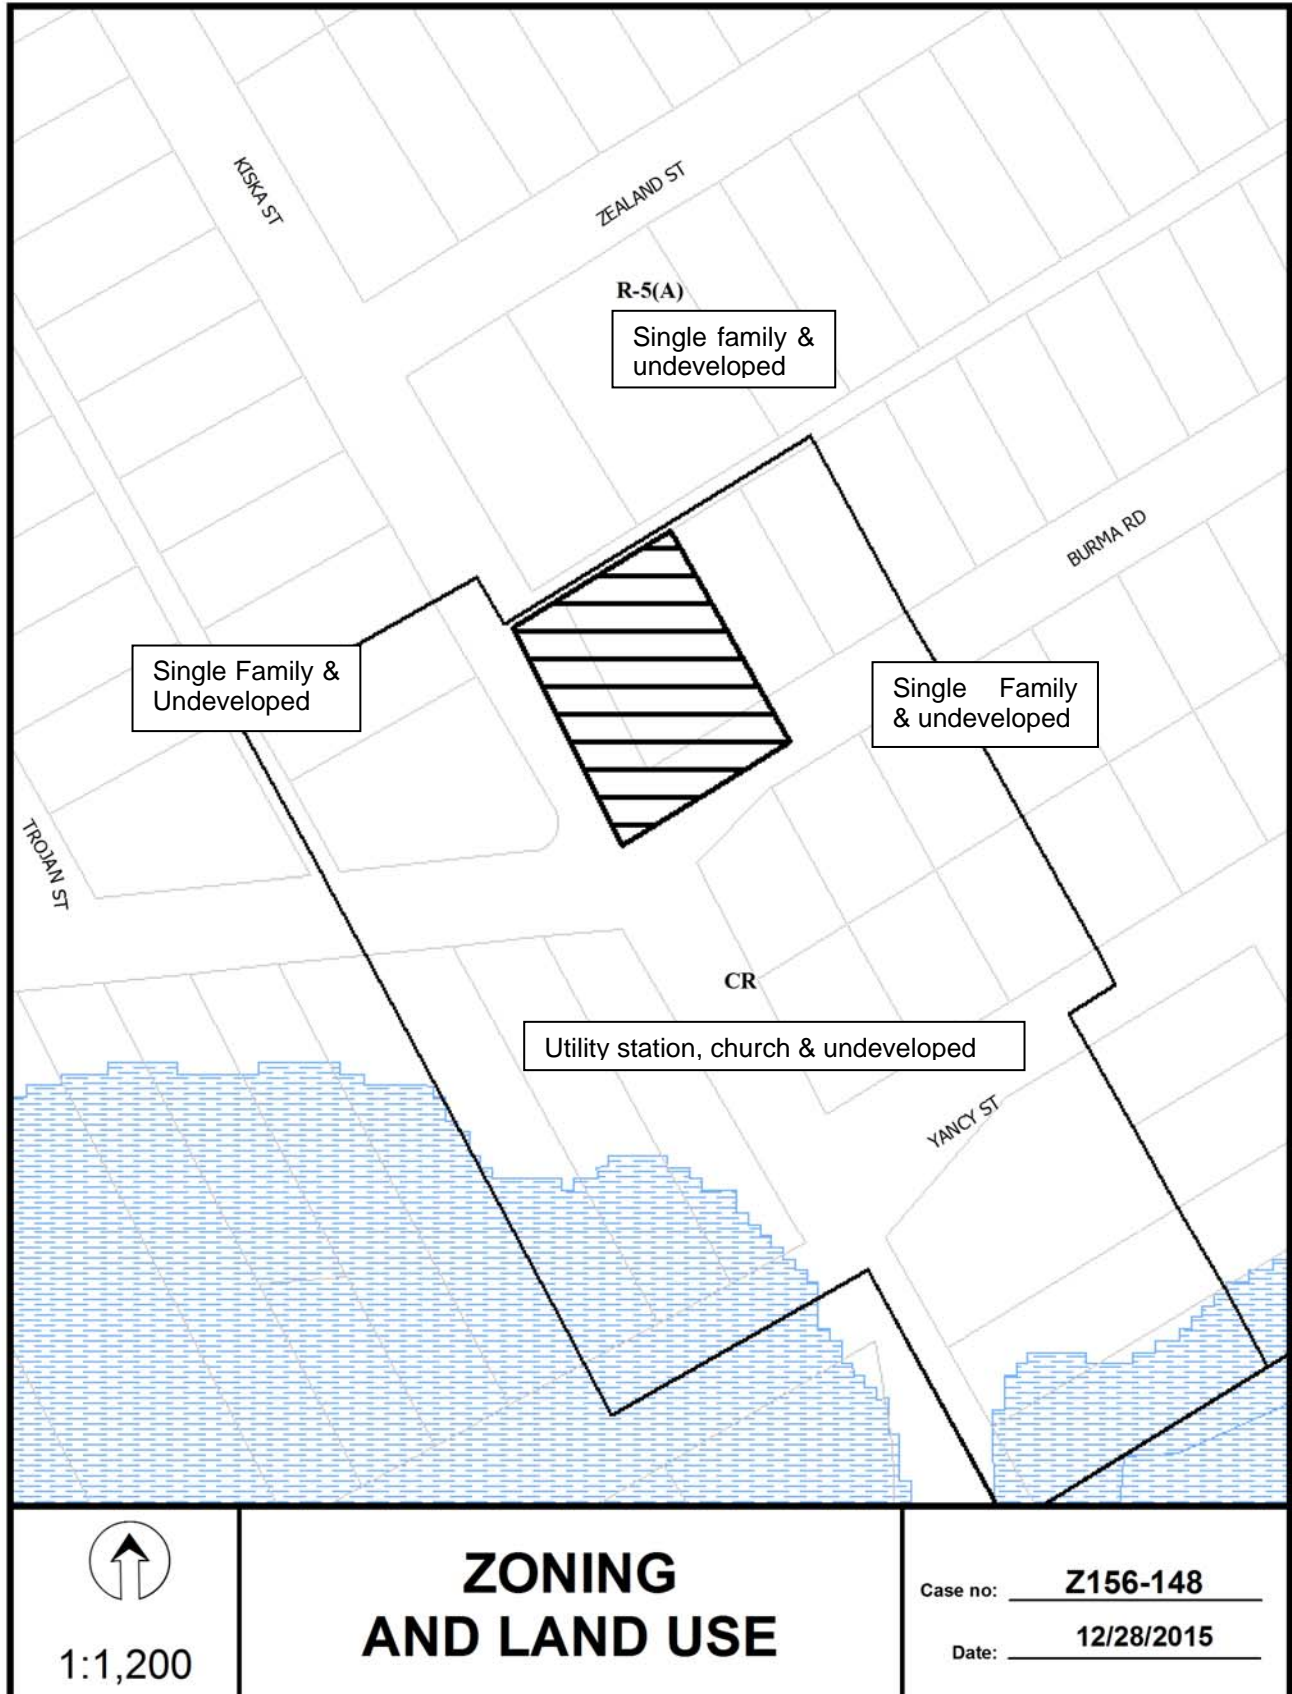 KISKA ST
ZEALAND ST
R-5(A)
Single family &
undeveloped
BURMA RD
Single Family &
Undeveloped
Single Family
& undeveloped
TROJAN ST
CR
Utility station, church & undeveloped
YANCY ST
1:1,200
ZONING
AND LAND USE
Case no: Z156-148
Date: 12/28/2015